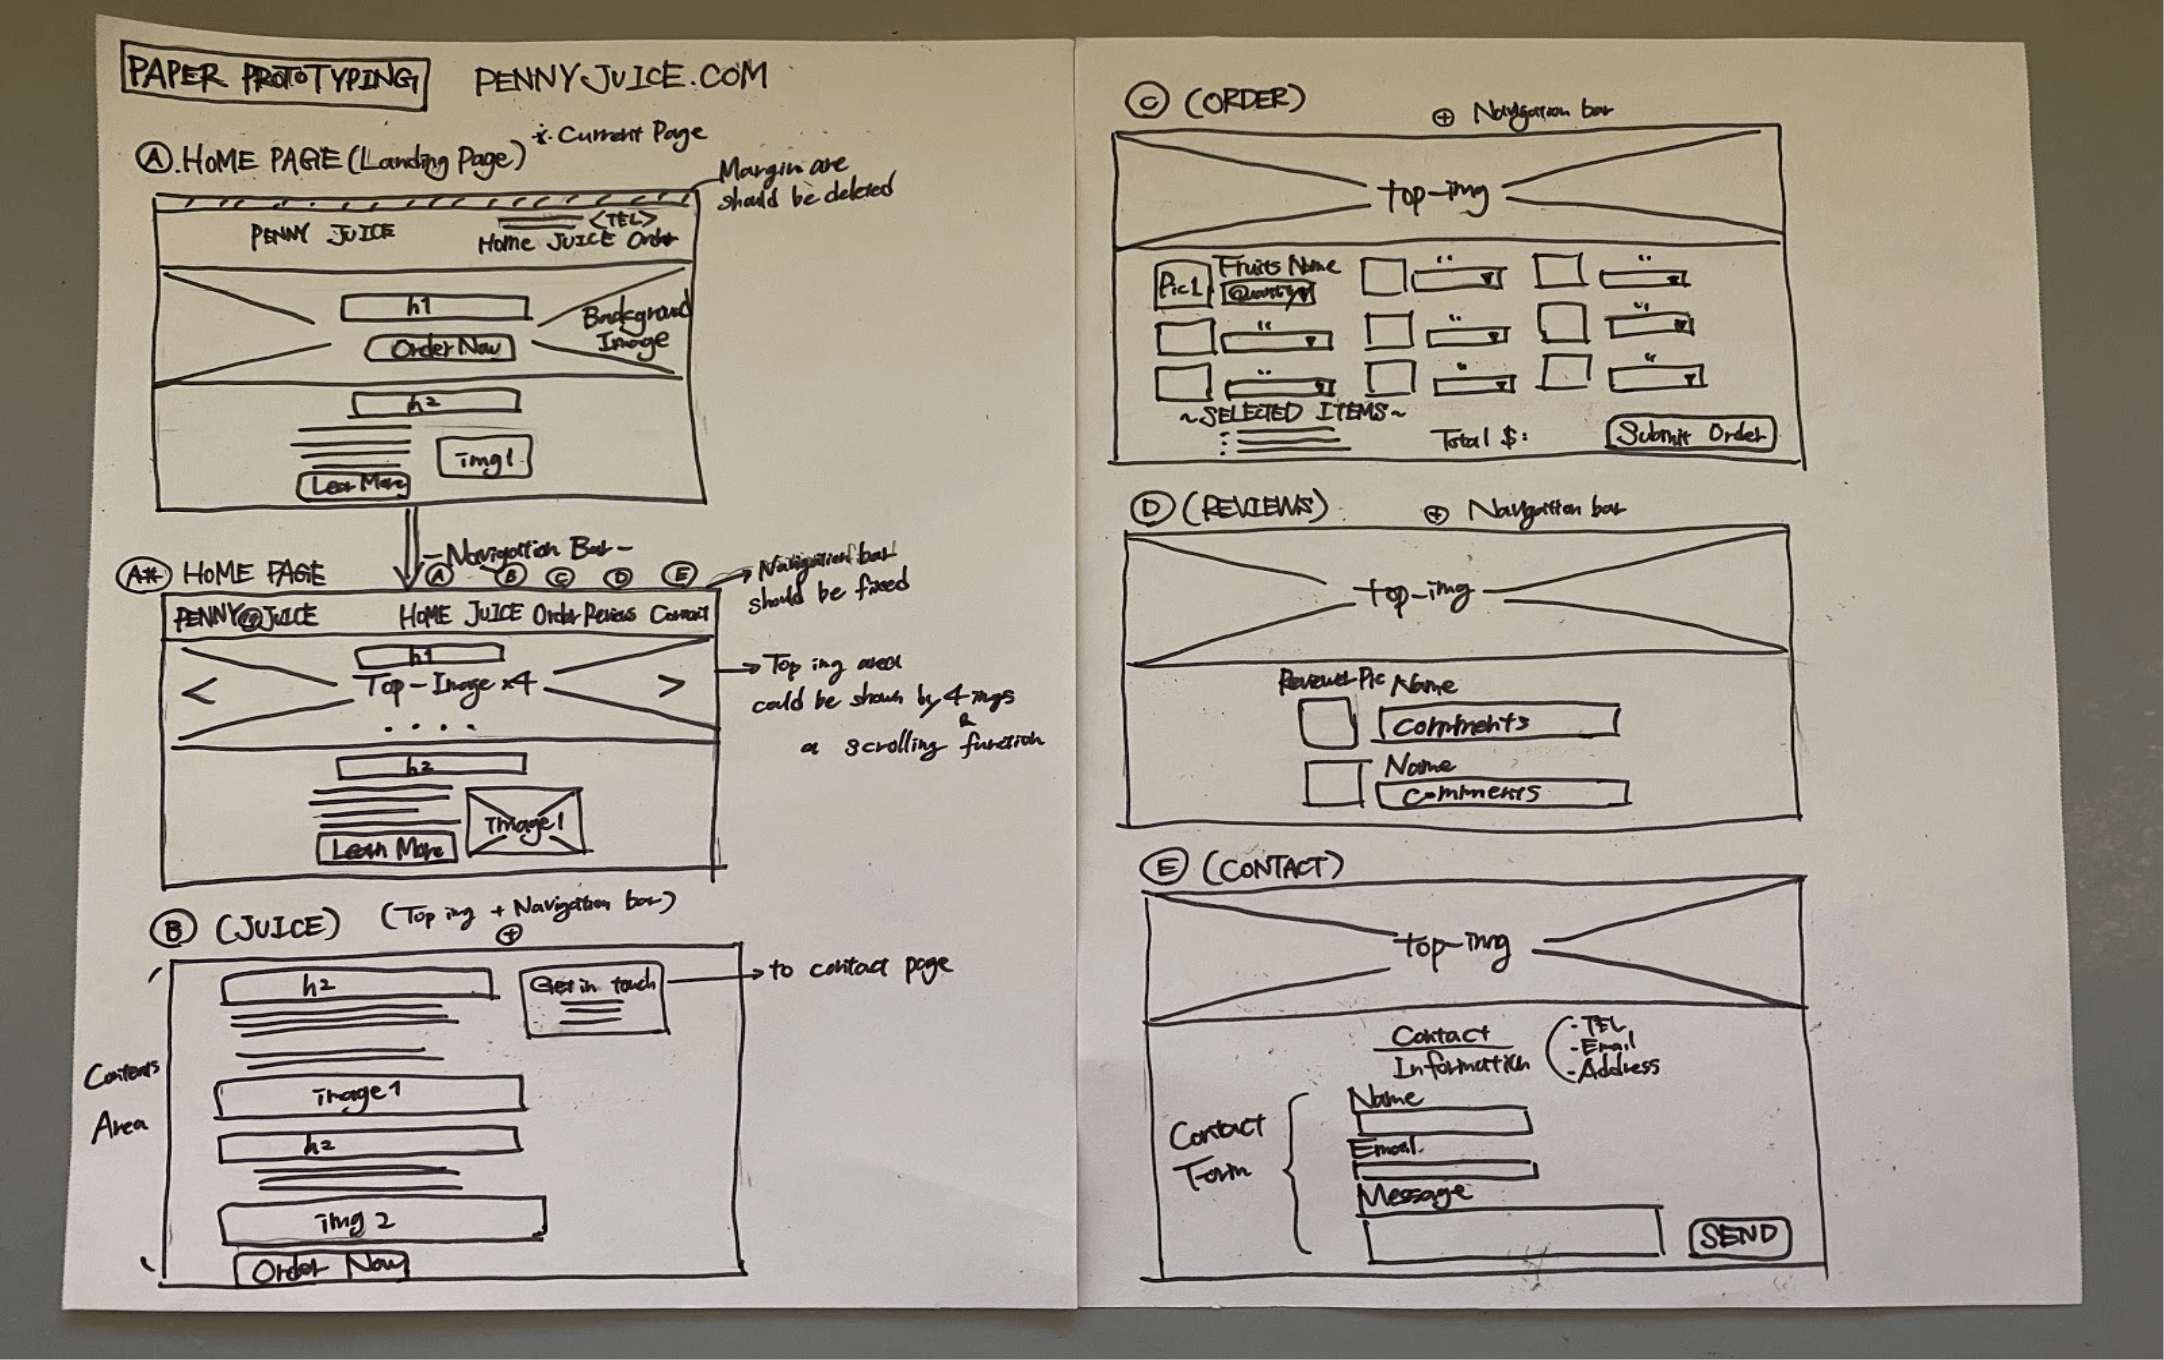 PAPER PROTOTYPING
PENNYJUICE.COM
A. HOME PAGE (Landing Page)
※. Current Page
Margin are
should be deleted
PENNY JUICE
<TEL>
Home JUICE Order
h1
Order Now
Background
Image
h2
img1
Lear More
A* HOME PAGE
-Navigation Bar-
A B C D E
Navigation bar
should be fixed
PENNY@JUICE
HOME JUICE Order Reviews Contact
h1
< Top-Image x4 >
. . . .
Top img area
could be shown by 4 imgs
&
a scrolling function
h2
Image1
Learn More
B (JUICE)
(Top img + Navigation bar)
+
h2
Get in touch
to contact page
Contents
Area
image1
h2
img 2
Order Now
C (ORDER)
+ Navigation bar
top-img
Pic1
Fruits Name
Quantity
"
"
"
"
"
"
"
"
~SELECTED ITEMS~
Total $:
Submit Order
D (REVIEWS)
+ Navigation bar
top-img
Reviewer Pic
Name
Comments
Name
Comments
E (CONTACT)
top-img
Contact
Information
-TEL
-Email
-Address
Contact
Form
Name
Email
Message
SEND